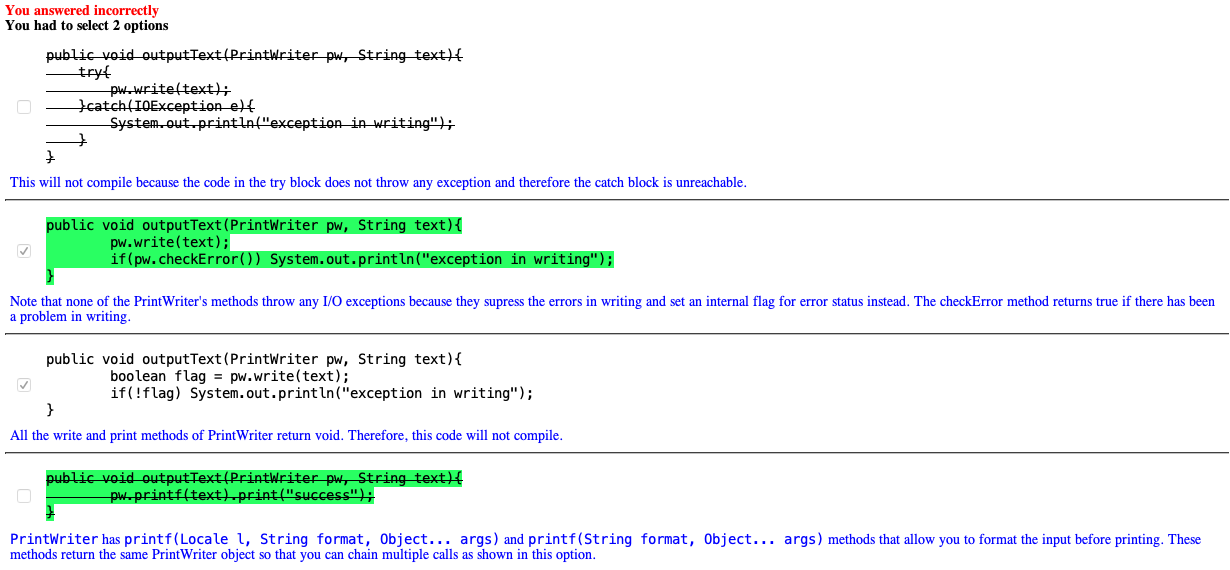 You answered incorrectly
You had to select 2 options
public void outputText(PrintWriter pw, String text){
try{
pw.write(text);
}catch(IOException e){
System.out.println("exception in writing");
}
}
This will not compile because the code in the try block does not throw any exception and therefore the catch block is unreachable.
public void outputText(PrintWriter pw, String text){
pw.write(text);
if(pw.checkError()) System.out.println("exception in writing");
}
Note that none of the PrintWriter's methods throw any I/O exceptions because they supress the errors in writing and set an internal flag for error status instead. The checkError method returns true if there has been
a problem in writing.
public void outputText(PrintWriter pw, String text){
boolean flag = pw.write(text);
if(!flag) System.out.println("exception in writing");
}
All the write and print methods of PrintWriter return void. Therefore, this code will not compile.
public void outputText(PrintWriter pw, String text){
pw.printf(text).print("success");
}
PrintWriter has printf(Locale l, String format, Object... args) and printf(String format, Object... args) methods that allow you to format the input before printing. These
methods return the same PrintWriter object so that you can chain multiple calls as shown in this option.